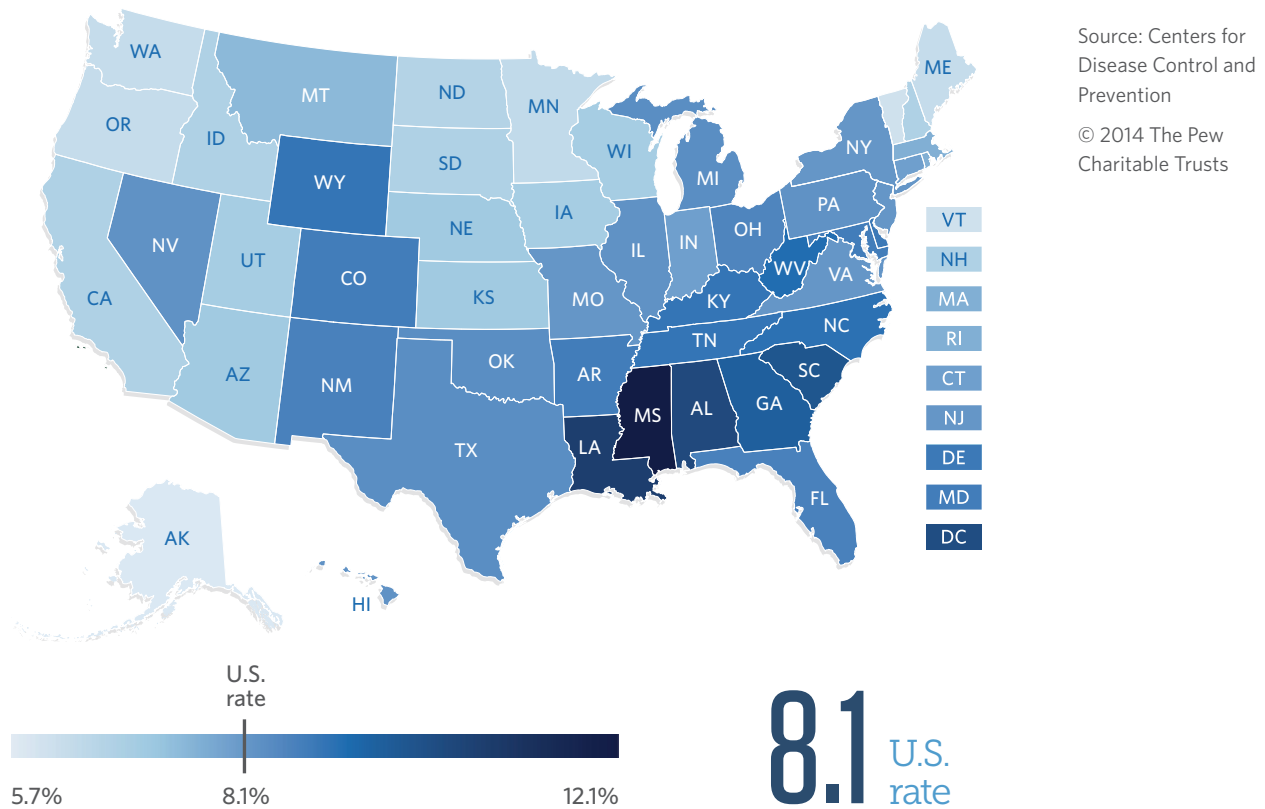 WA
OR
CA
ID
NV
MT
WY
UT
AZ
CO
NM
ND
SD
NE
KS
OK
TX
MN
IA
MO
AR
LA
WI
IL
MI
IN
OH
KY
TN
MS
AL
GA
FL
SC
NC
VA
WV
PA
NY
ME
AK
HI
VT
NH
MA
RI
CT
NJ
DE
MD
DC
Source: Centers for
Disease Control and
Prevention
© 2014 The Pew
Charitable Trusts
U.S.
rate
5.7%
8.1%
12.1%
8.1
U.S.
rate